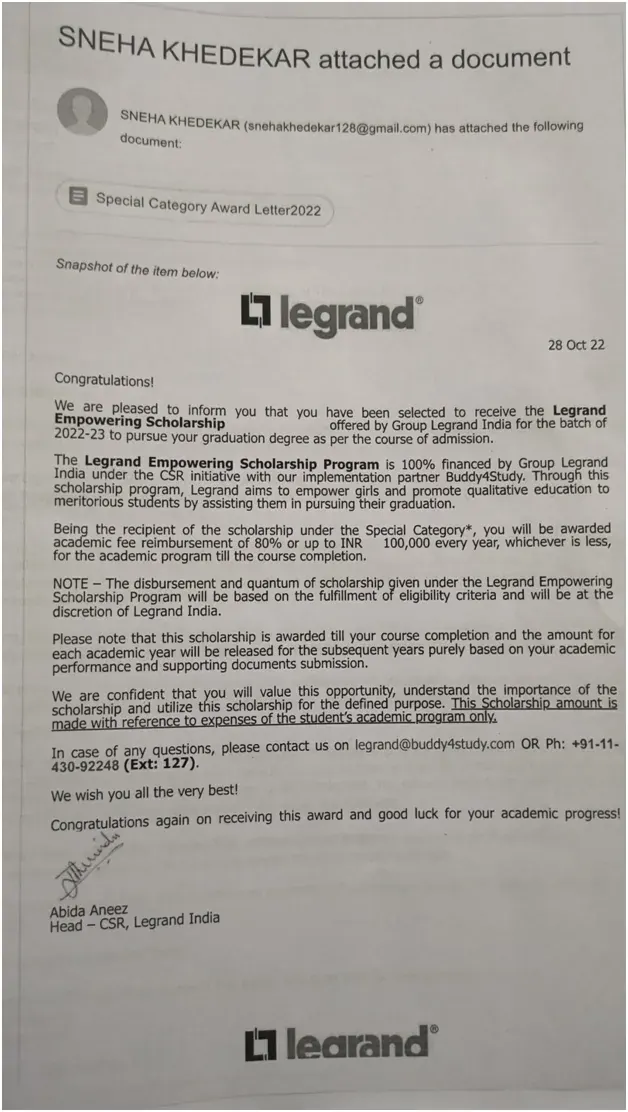 SNEHA KHEDEKAR attached a document
SNEHA KHEDEKAR (snehakhedekar128@gmail.com) has attached the following
document:
Special Category Award Letter2022
Snapshot of the item below:
legrand®
28 Oct 22
Congratulations!
We are pleased to inform you that you have been selected to receive the Legrand
Empowering Scholarship offered by Group Legrand India for the batch of
2022-23 to pursue your graduation degree as per the course of admission.
The Legrand Empowering Scholarship Program is 100% financed by Group Legrand
India under the CSR initiative with our implementation partner Buddy4Study. Through this
scholarship program, Legrand aims to empower girls and promote qualitative education to
meritorious students by assisting them in pursuing their graduation.
Being the recipient of the scholarship under the Special Category*, you will be awarded
academic fee reimbursement of 80% or up to INR 100,000 every year, whichever is less,
for the academic program till the course completion.
NOTE – The disbursement and quantum of scholarship given under the Legrand Empowering
Scholarship Program will be based on the fulfillment of eligibility criteria and will be at the
discretion of Legrand India.
Please note that this scholarship is awarded till your course completion and the amount for
each academic year will be released for the subsequent years purely based on your academic
performance and supporting documents submission.
We are confident that you will value this opportunity, understand the importance of the
scholarship and utilize this scholarship for the defined purpose. This Scholarship amount is
made with reference to expenses of the student's academic program only.
In case of any questions, please contact us on legrand@buddy4study.com OR Ph: +91-11-
430-92248 (Ext: 127).
We wish you all the very best!
Congratulations again on receiving this award and good luck for your academic progress!
Abida Aneez
Head – CSR, Legrand India
legrand®